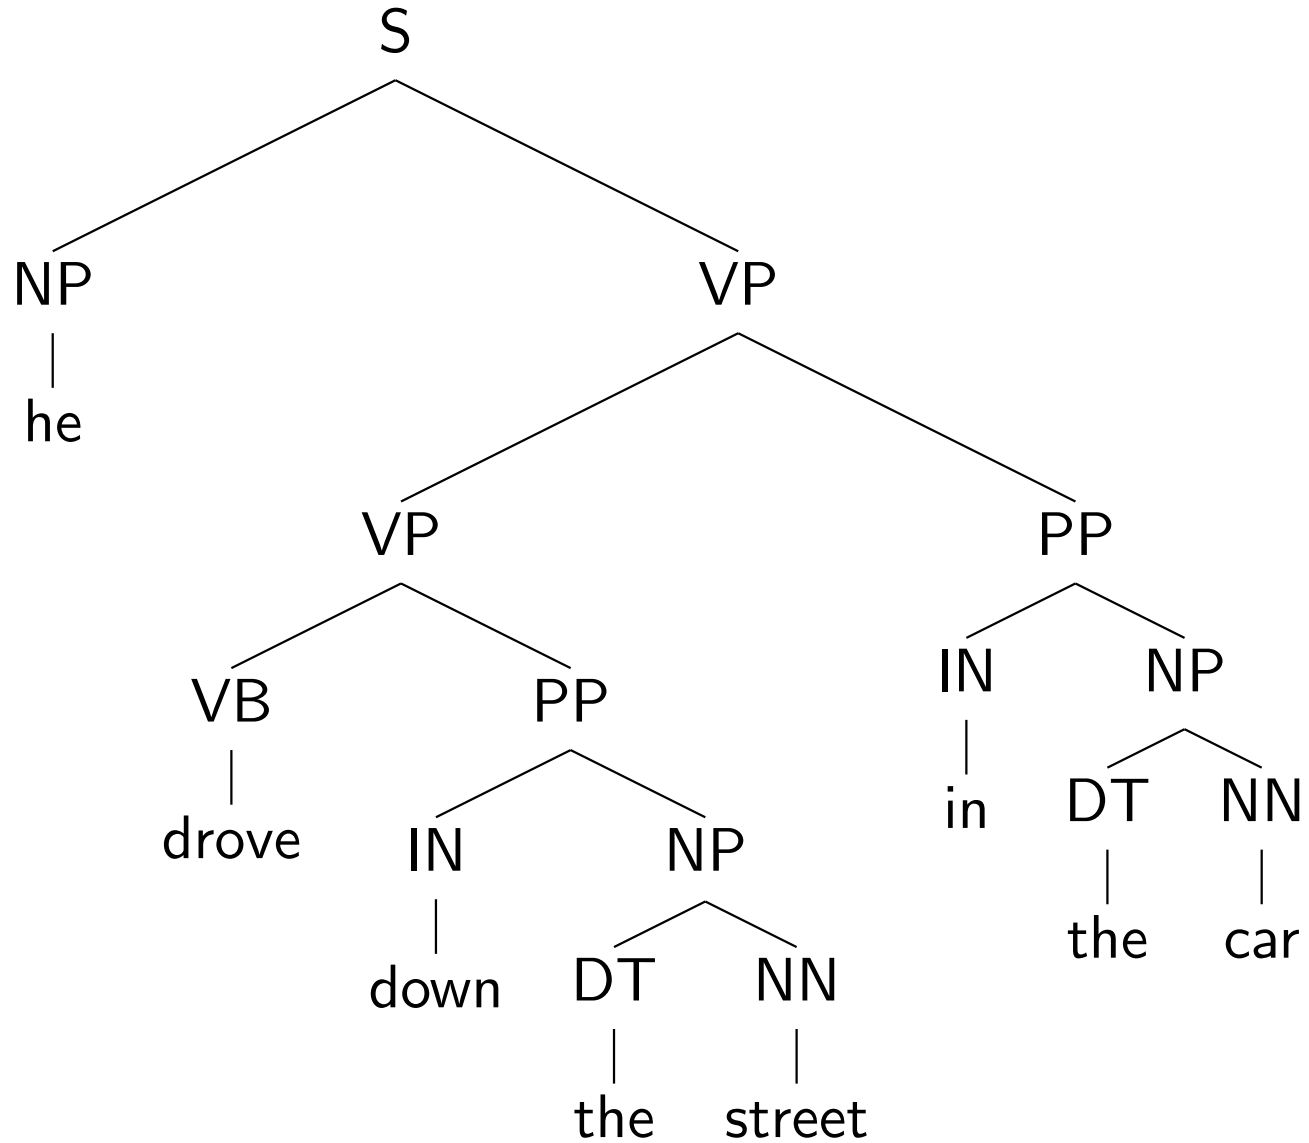 S
NP VP
he
VP PP
IN NP
VB PP
in DT NN
drove IN NP
the car
down DT NN
the street